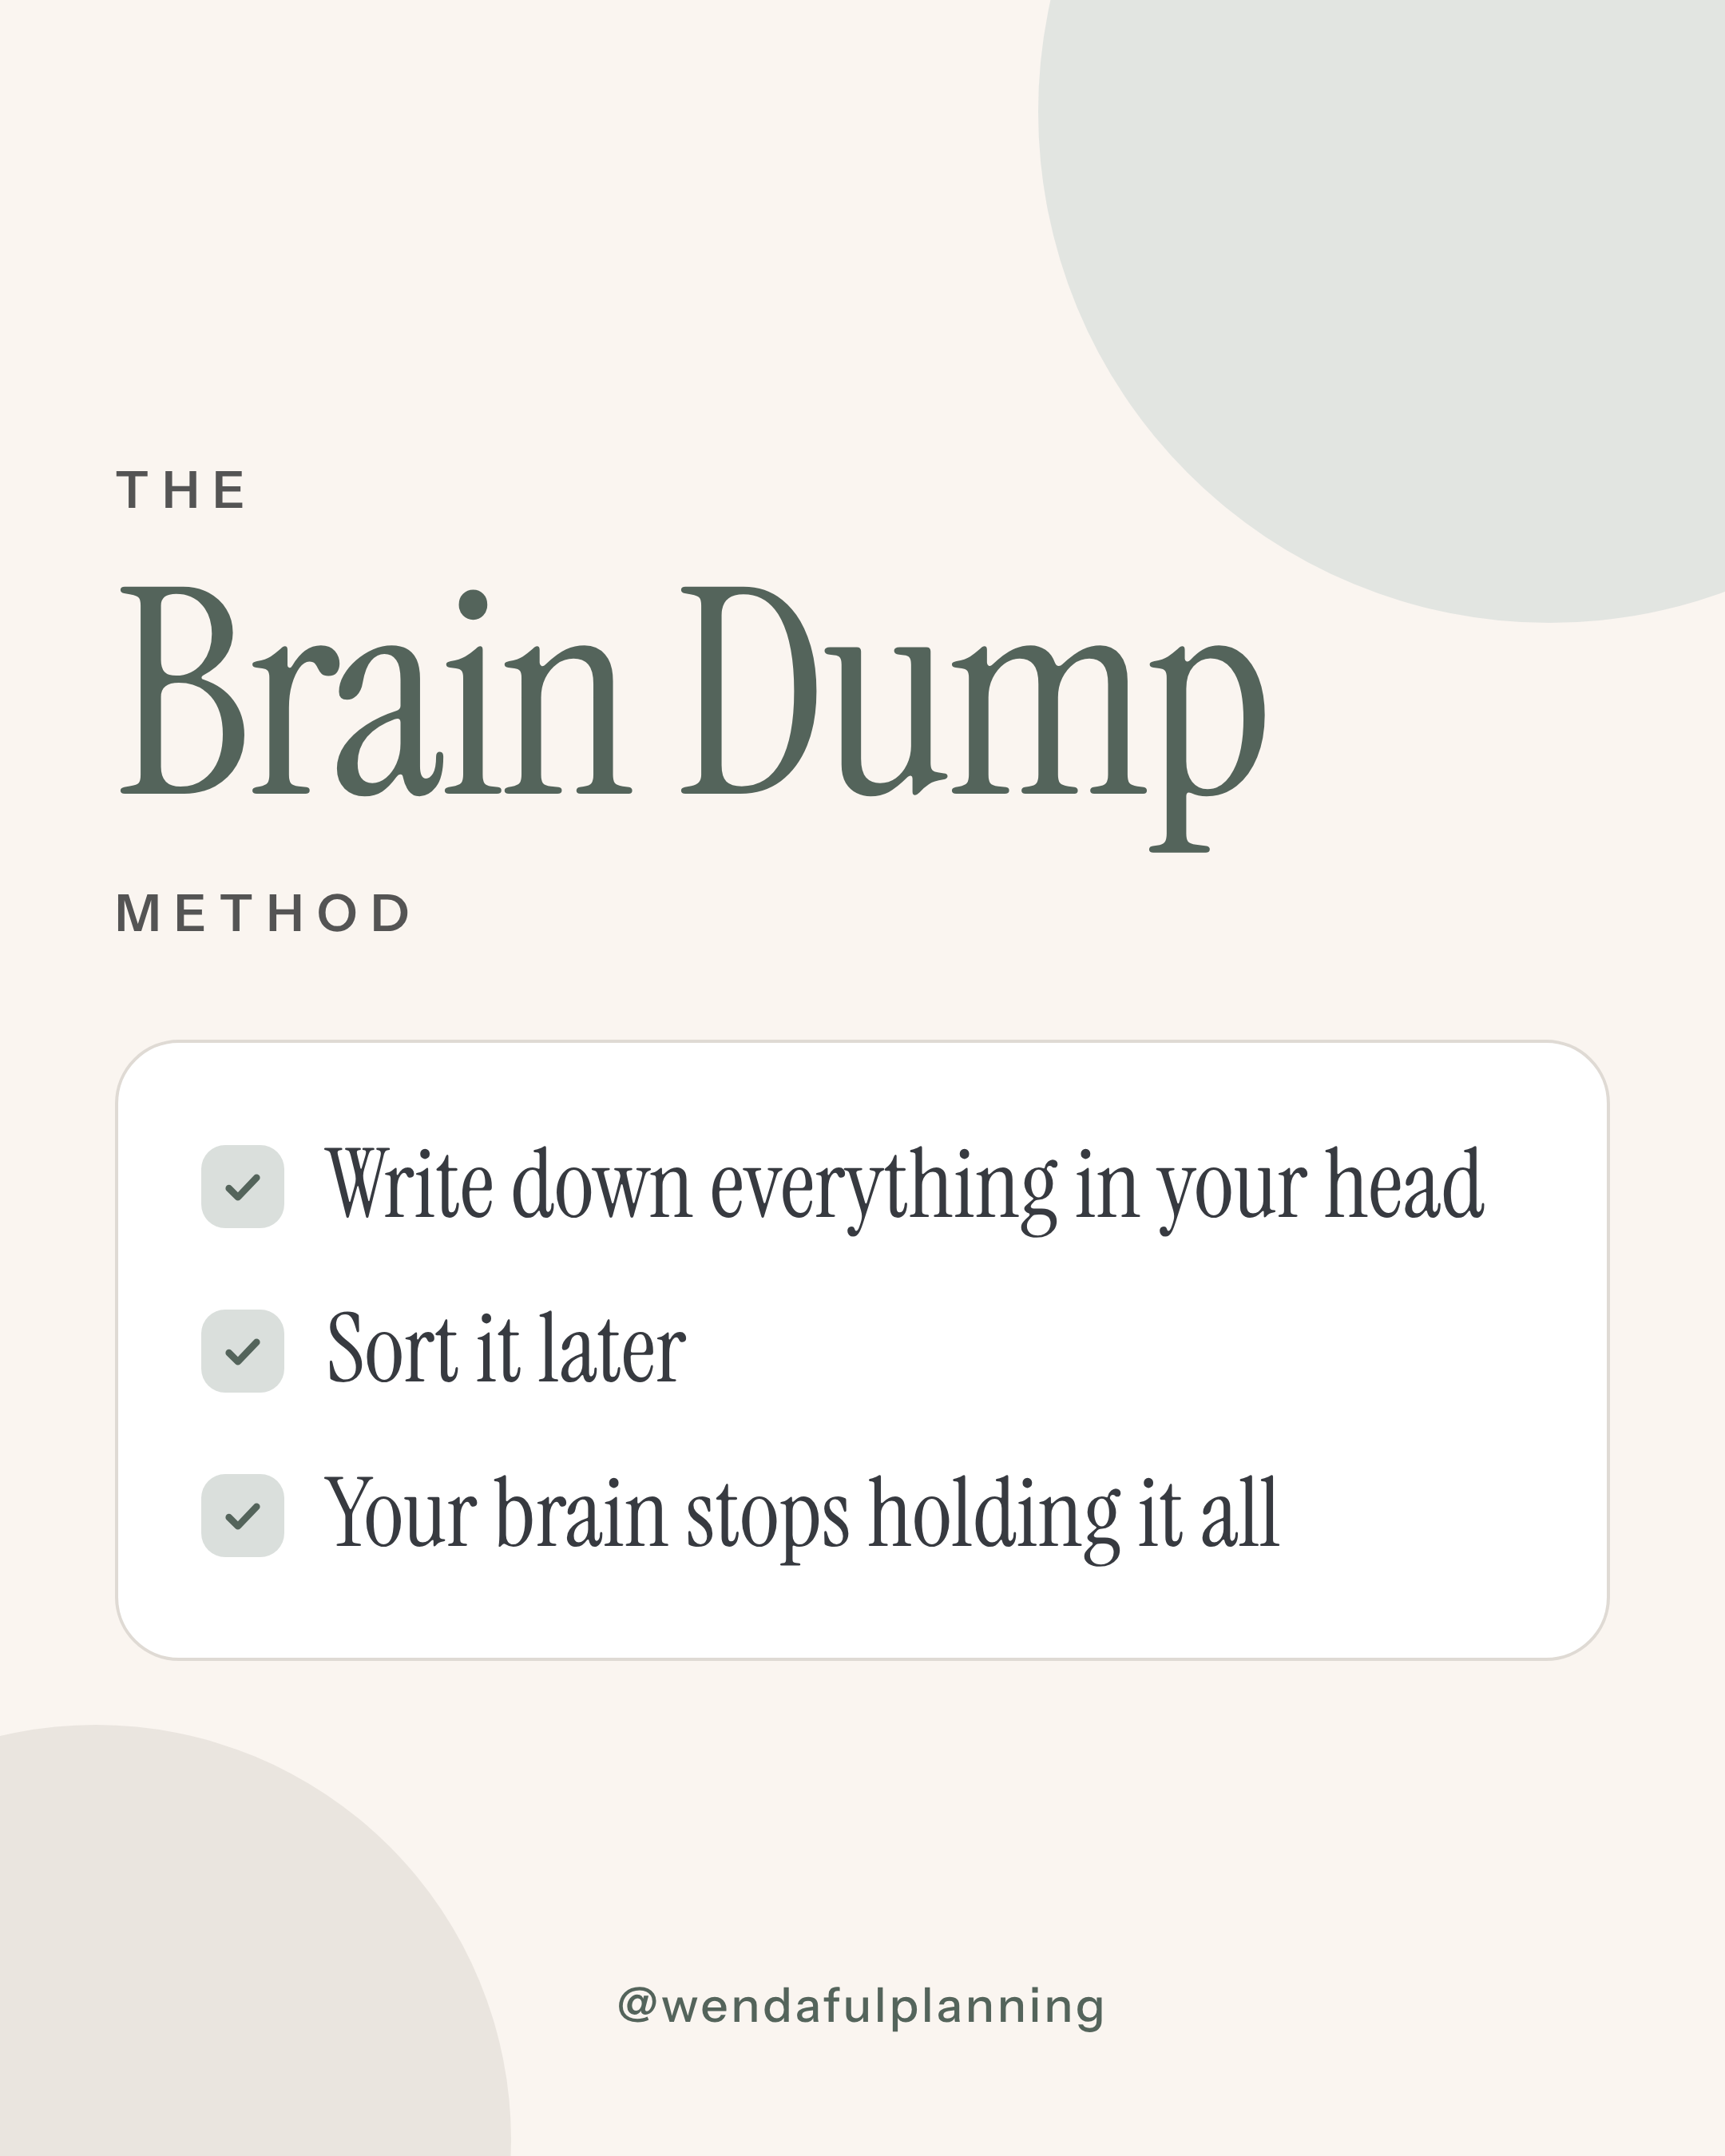 THE
Brain Dump
METHOD
Write down everything in your head
Sort it later
Your brain stops holding it all
@wendafulplanning